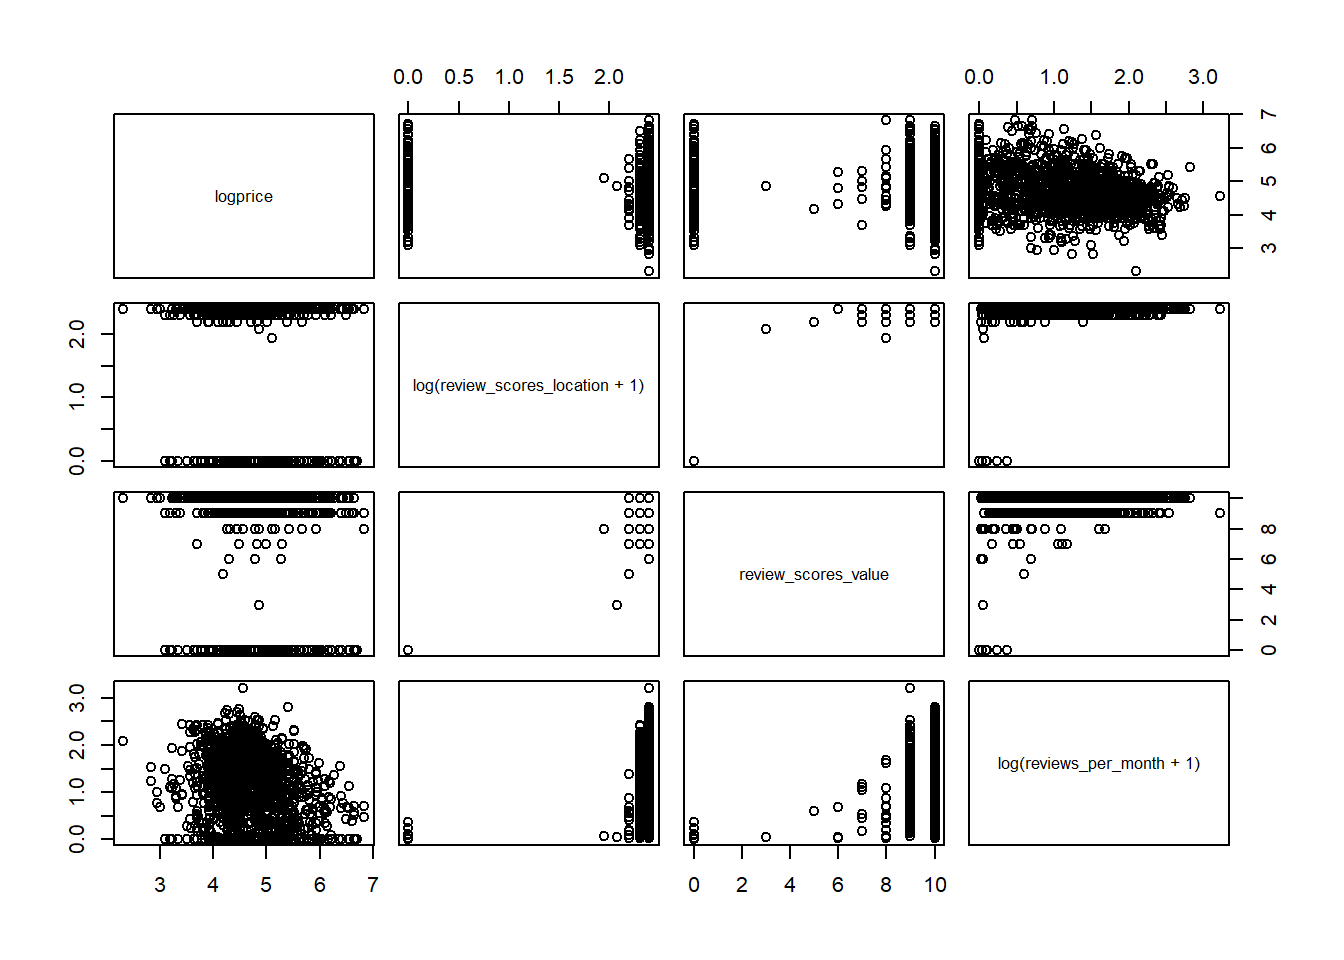 0.0 0.5 1.0 1.5 2.0
0.0 1.0 2.0 3.0
logprice
3 4 5 6 7
0.0 1.0 2.0
log(review_scores_location + 1)
review_scores_value
0 2 4 6 8
0.0 1.0 2.0 3.0
log(reviews_per_month + 1)
3 4 5 6 7
0 2 4 6 8 10